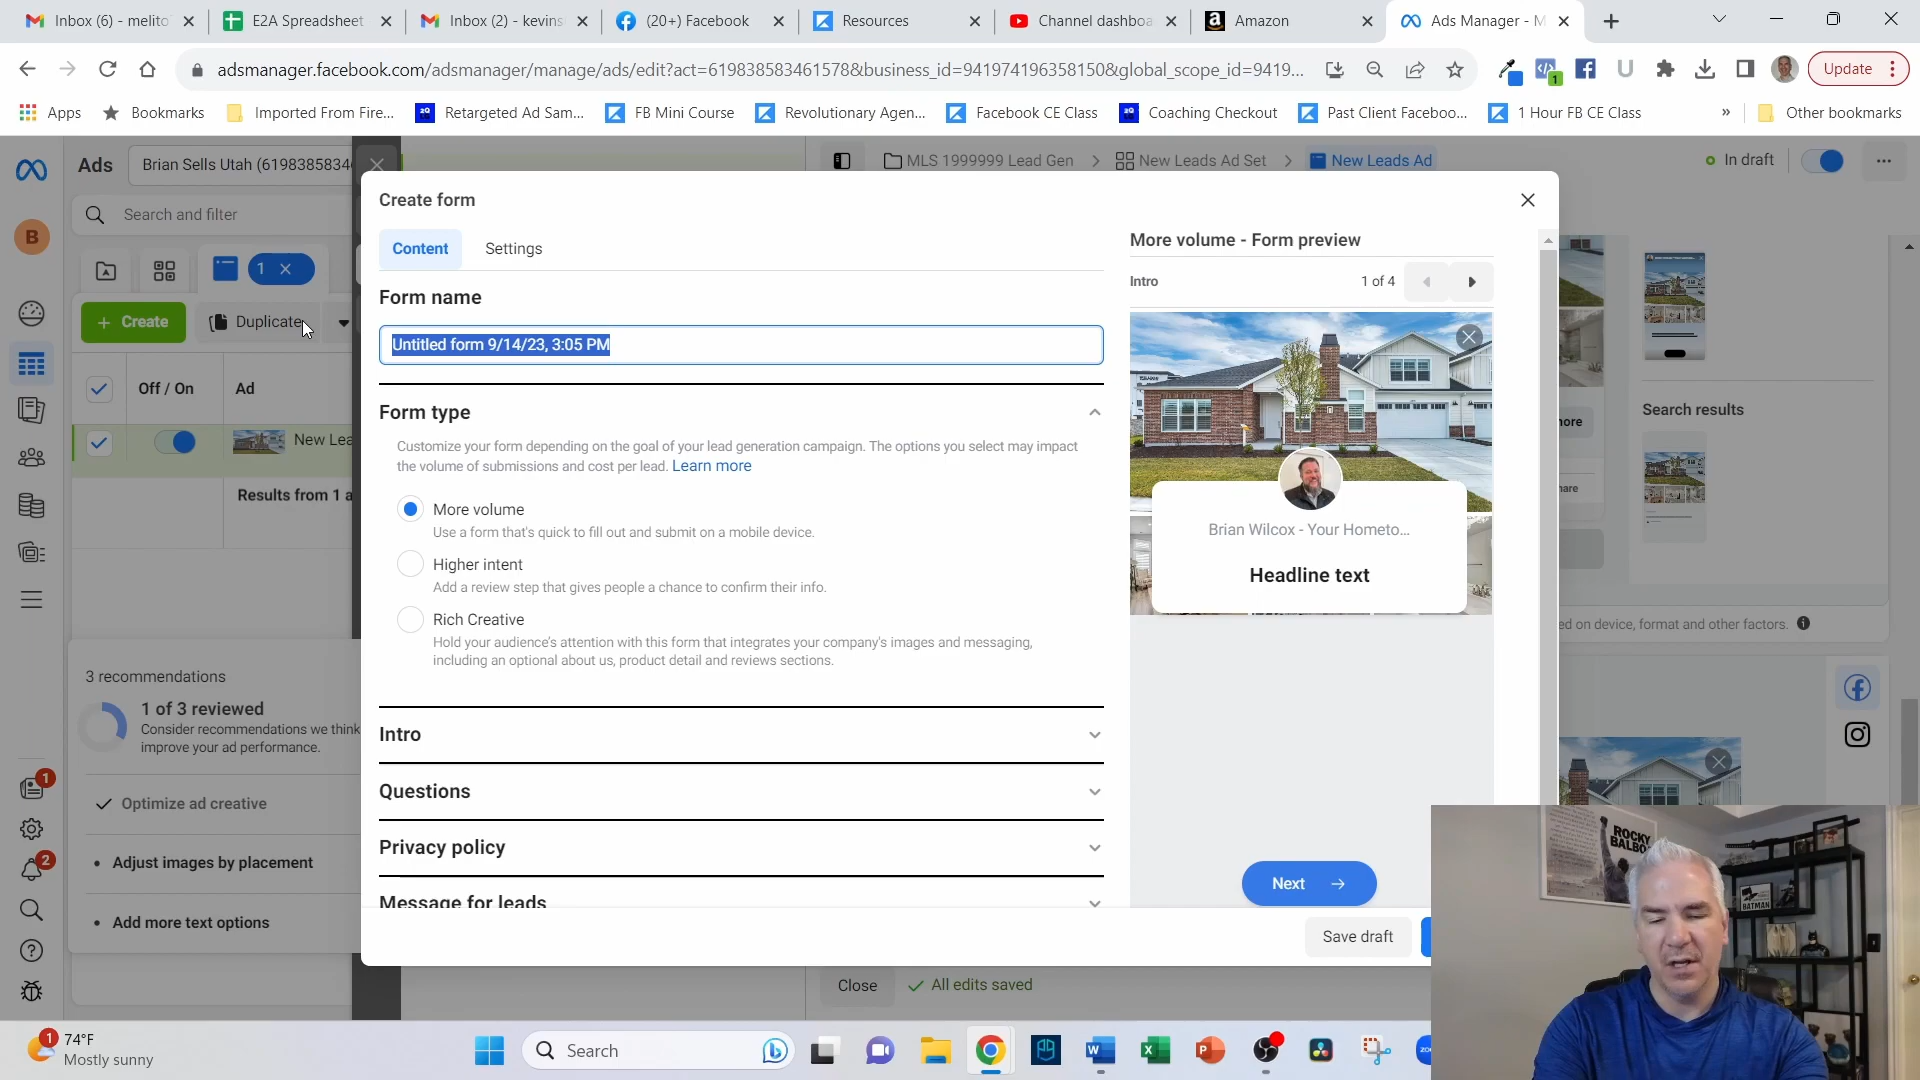 Inbox (6) - melito
E2A Spreadsheet
Inbox (2) - kevins
(20+) Facebook
Resources
Channel dashboa
Amazon
Ads Manager - M
adsmanager.facebook.com/adsmanager/manage/ads/edit?act=619838583461578&business_id=941974196358150&global_scope_id=9419...
1
Update
Apps
Bookmarks
Imported From Fire...
Retargeted Ad Sam...
FB Mini Course
Revolutionary Agen...
Facebook CE Class
Coaching Checkout
Past Client Faceboo...
1 Hour FB CE Class
»
Other bookmarks
Ads
Brian Sells Utah (6198385834
MLS 1999999 Lead Gen
New Leads Ad Set
New Leads Ad
In draft
Search and filter
B
1
+ Create
Duplicate
Off / On
Ad
New Lea
Results from 1 a
3 recommendations
1 of 3 reviewed
Consider recommendations we think
improve your ad performance.
Optimize ad creative
Adjust images by placement
Add more text options
1
2
Create form
Content
Settings
Form name
Untitled form 9/14/23, 3:05 PM
Form type
Customize your form depending on the goal of your lead generation campaign. The options you select may impact
the volume of submissions and cost per lead. Learn more
More volume
Use a form that's quick to fill out and submit on a mobile device.
Higher intent
Add a review step that gives people a chance to confirm their info.
Rich Creative
Hold your audience's attention with this form that integrates your company's images and messaging,
including an optional about us, product detail and reviews sections.
Intro
Questions
Privacy policy
Message for leads
More volume - Form preview
Intro
1 of 4
Brian Wilcox - Your Hometo...
Headline text
Next
Save draft
Search results
ore
hare
ed on device, format and other factors.
Close
All edits saved
ROCKY
BALBO
BATMAN
1
74°F
Mostly sunny
Search